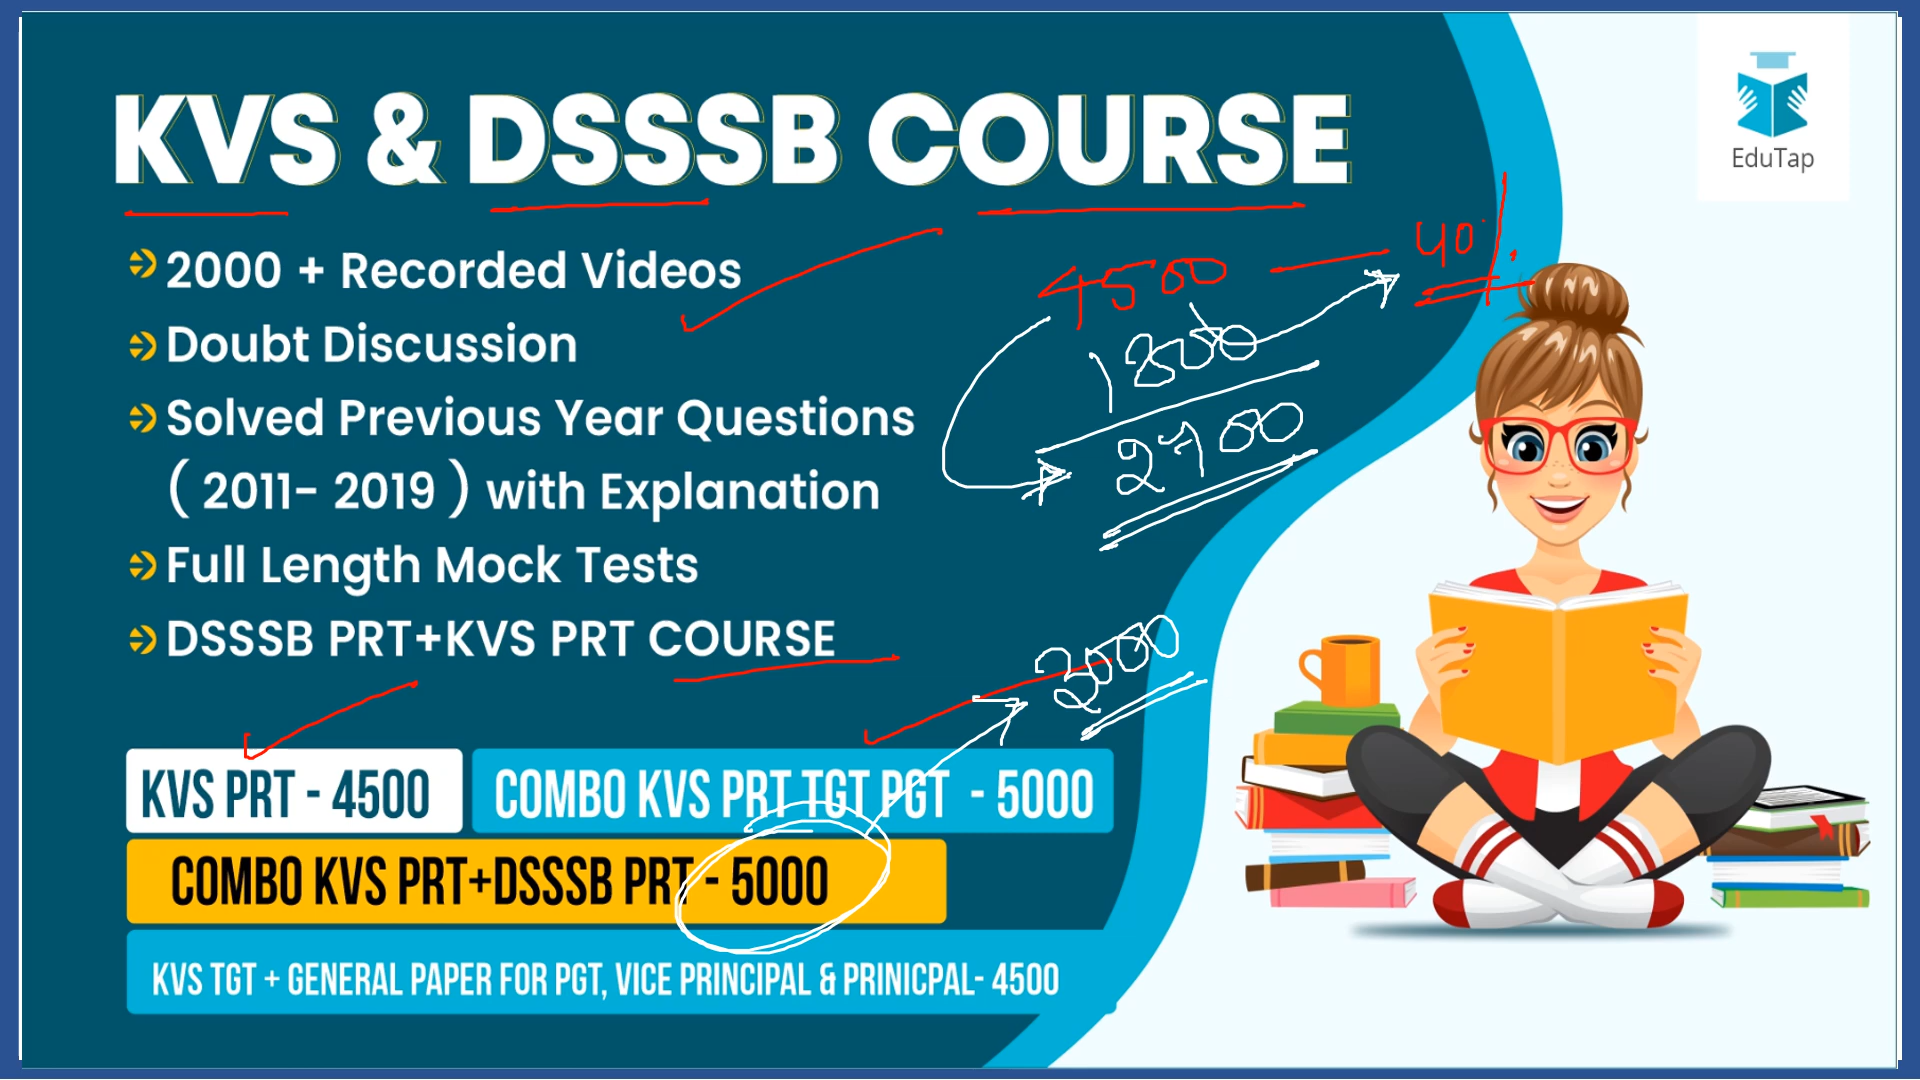 KVS & DSSSB COURSE
EduTap
2000 + Recorded Videos
4500 — 40%
Doubt Discussion
1800
Solved Previous Year Questions
( 2011- 2019 ) with Explanation
2700
Full Length Mock Tests
DSSSB PRT+KVS PRT COURSE
3000
KVS PRT - 4500
COMBO KVS PRT TGT PGT - 5000
COMBO KVS PRT+DSSSB PRT - 5000
KVS TGT + GENERAL PAPER FOR PGT, VICE PRINCIPAL & PRINICPAL- 4500